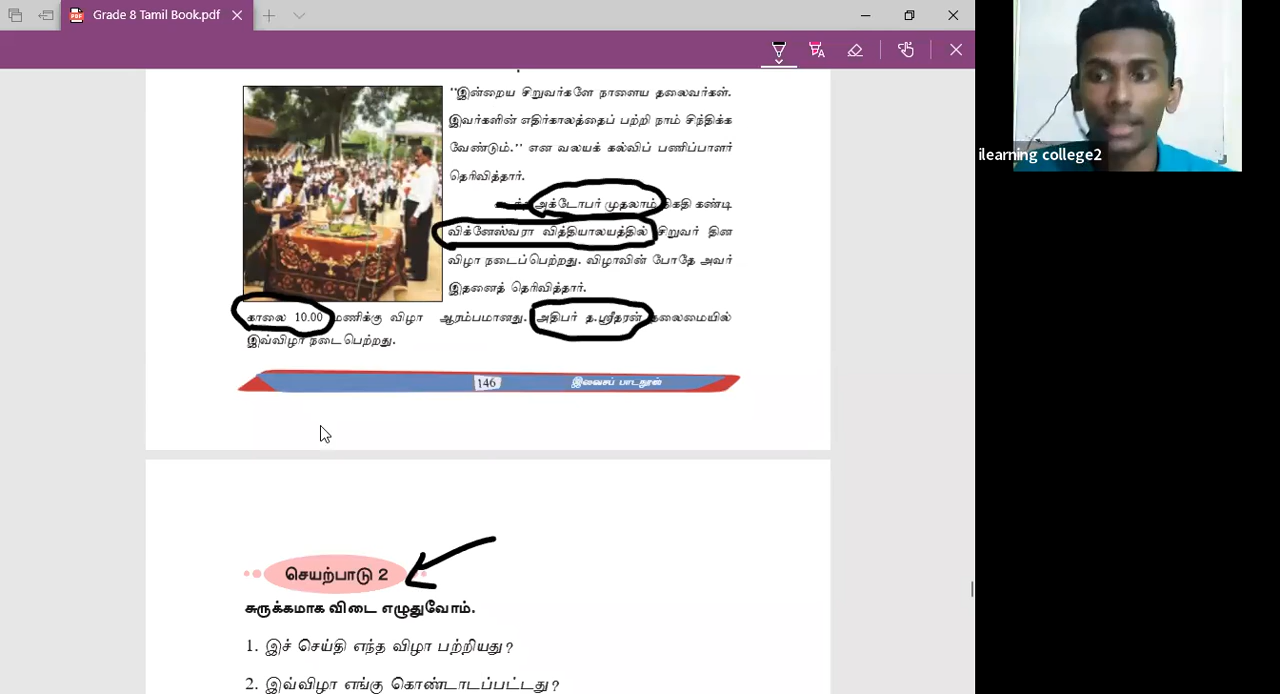 Grade 8 Tamil Book.pdf
"இன்றைய சிறுவர்களே நாளைய தலைவர்கள்.
இவர்களின் எதிர்காலத்தைப் பற்றி நாம் சிந்திக்க
வேண்டும்." என வலயக் கல்விப் பணிப்பாளர்
தெரிவித்தார்.
அக்டோபர் முதலாம் திகதி கண்டி
விக்னேஸ்வரா வித்தியாலயத்தில் சிறுவர் தின
விழா நடைப்பெற்றது. விழாவின் போதே அவர்
இதனைத் தெரிவித்தார்.
காலை 10.00 மணிக்கு விழா ஆரம்பமானது. அதிபர் த.ஸ்ரீதரன் தலைமையில்
இவ்விழா நடைபெற்றது.
146 இலவசப் பாடநூல்
செயற்பாடு 2
சுருக்கமாக விடை எழுதுவோம்.
1. இச் செய்தி எந்த விழா பற்றியது?
2. இவ்விழா எங்கு கொண்டாடப்பட்டது?
ilearning college2